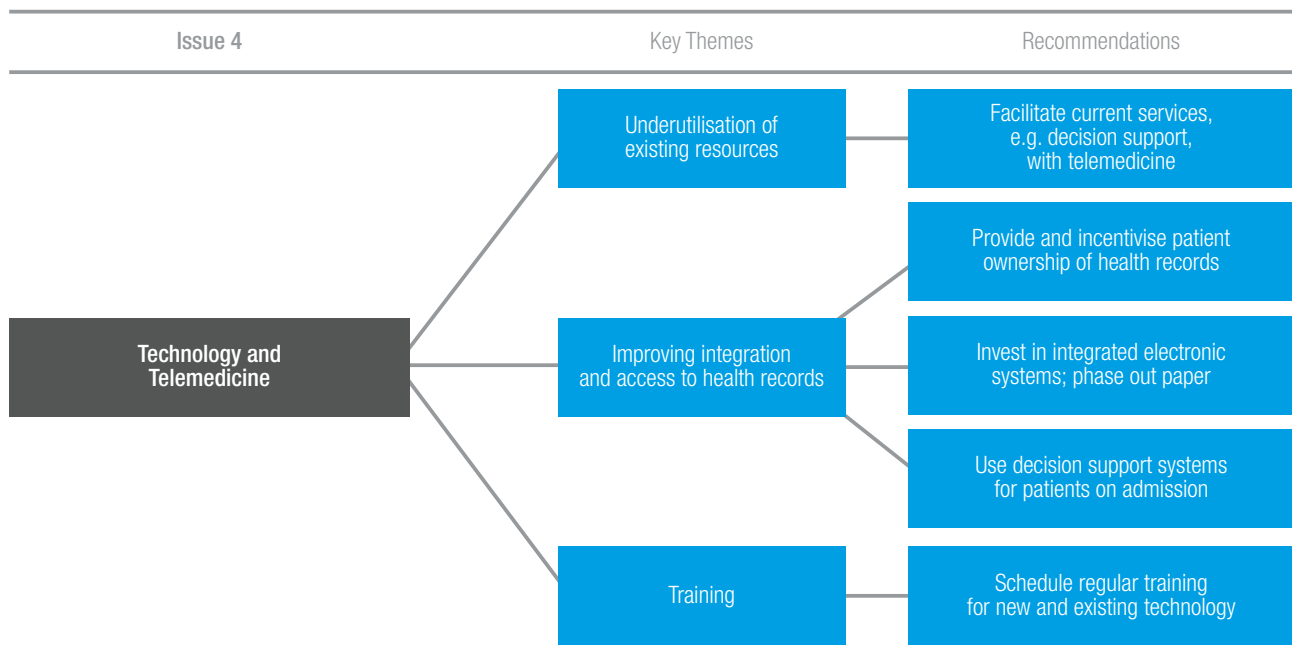 Issue 4
Key Themes
Recommendations
Underutilisation of
existing resources
Facilitate current services,
e.g. decision support,
with telemedicine
Provide and incentivise patient
ownership of health records
Technology and
Telemedicine
Improving integration
and access to health records
Invest in integrated electronic
systems; phase out paper
Use decision support systems
for patients on admission
Training
Schedule regular training
for new and existing technology